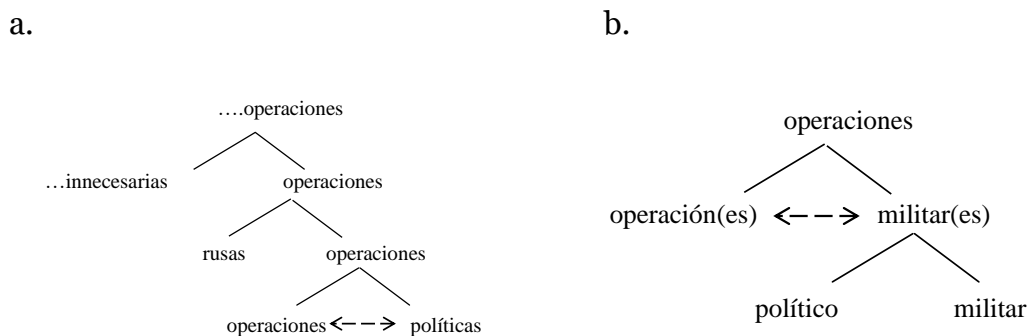 a.
b.
….operaciones
operaciones
…innecesarias
operaciones
operación(es)
militar(es)
rusas
operaciones
político
militar
operaciones
políticas